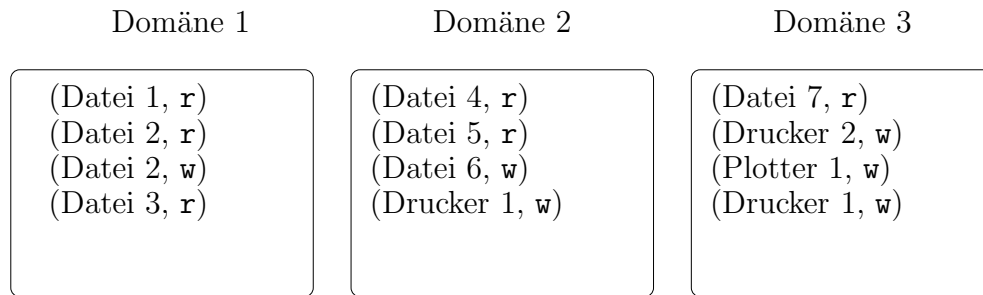 Domäne 1
Domäne 2
Domäne 3
(Datei 1, r)
(Datei 2, r)
(Datei 2, w)
(Datei 3, r)
(Datei 4, r)
(Datei 5, r)
(Datei 6, w)
(Drucker 1, w)
(Datei 7, r)
(Drucker 2, w)
(Plotter 1, w)
(Drucker 1, w)